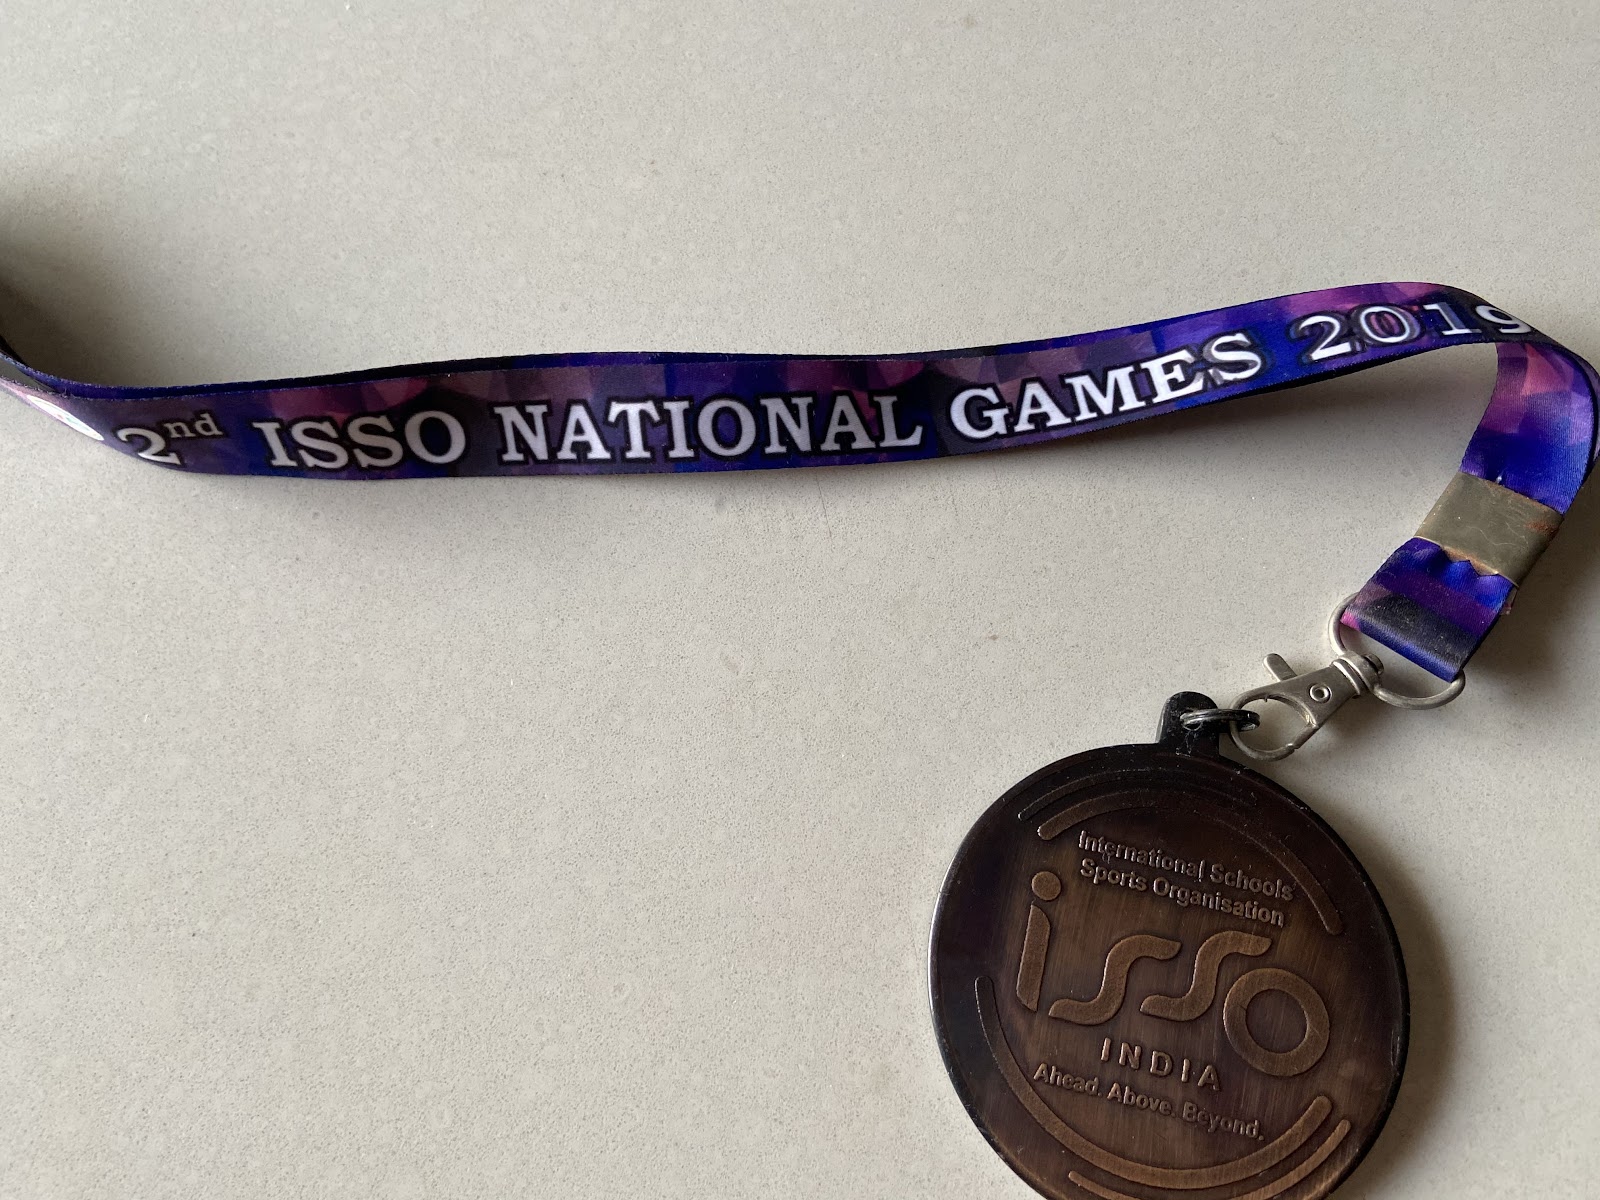 2nd ISSO NATIONAL GAMES 2019
International Schools
Sports Organisation
isso
INDIA
Ahead. Above. Beyond.